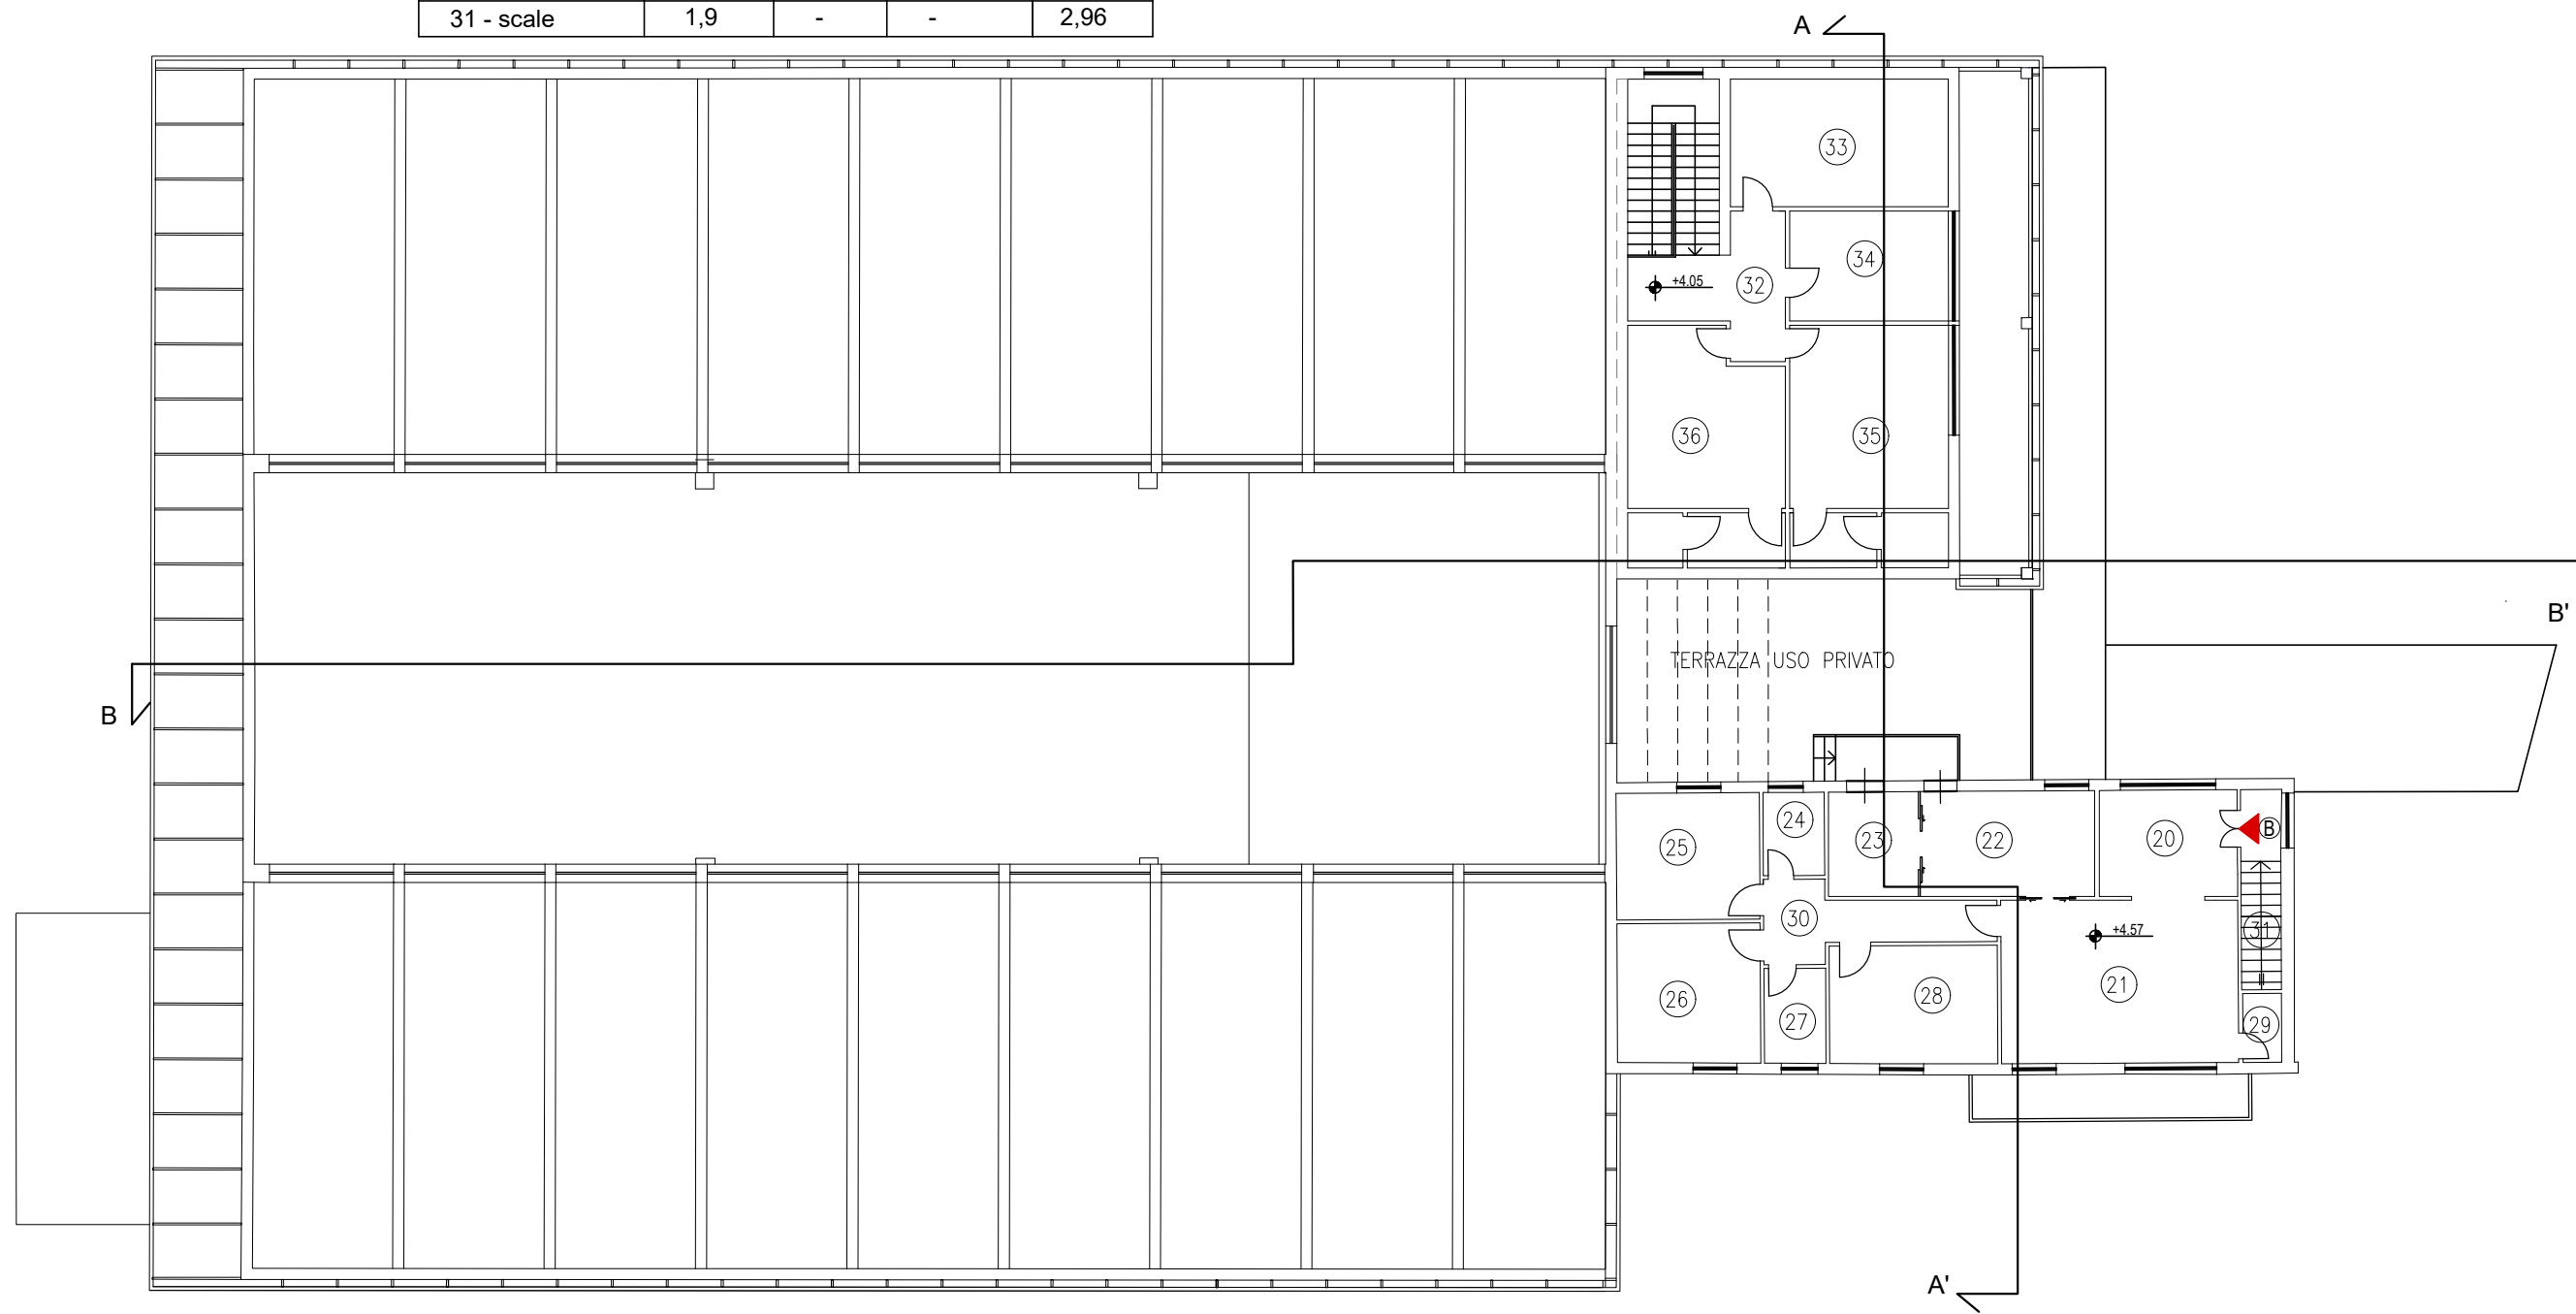 31 - scale 1,9 - - 2,96
A
33
34
+4.05 32
36 35
B'
TERRAZZA USO PRIVATO
B
24 B
25 23 22 20
30
+4.57 31
21
26 28
27 29
A'